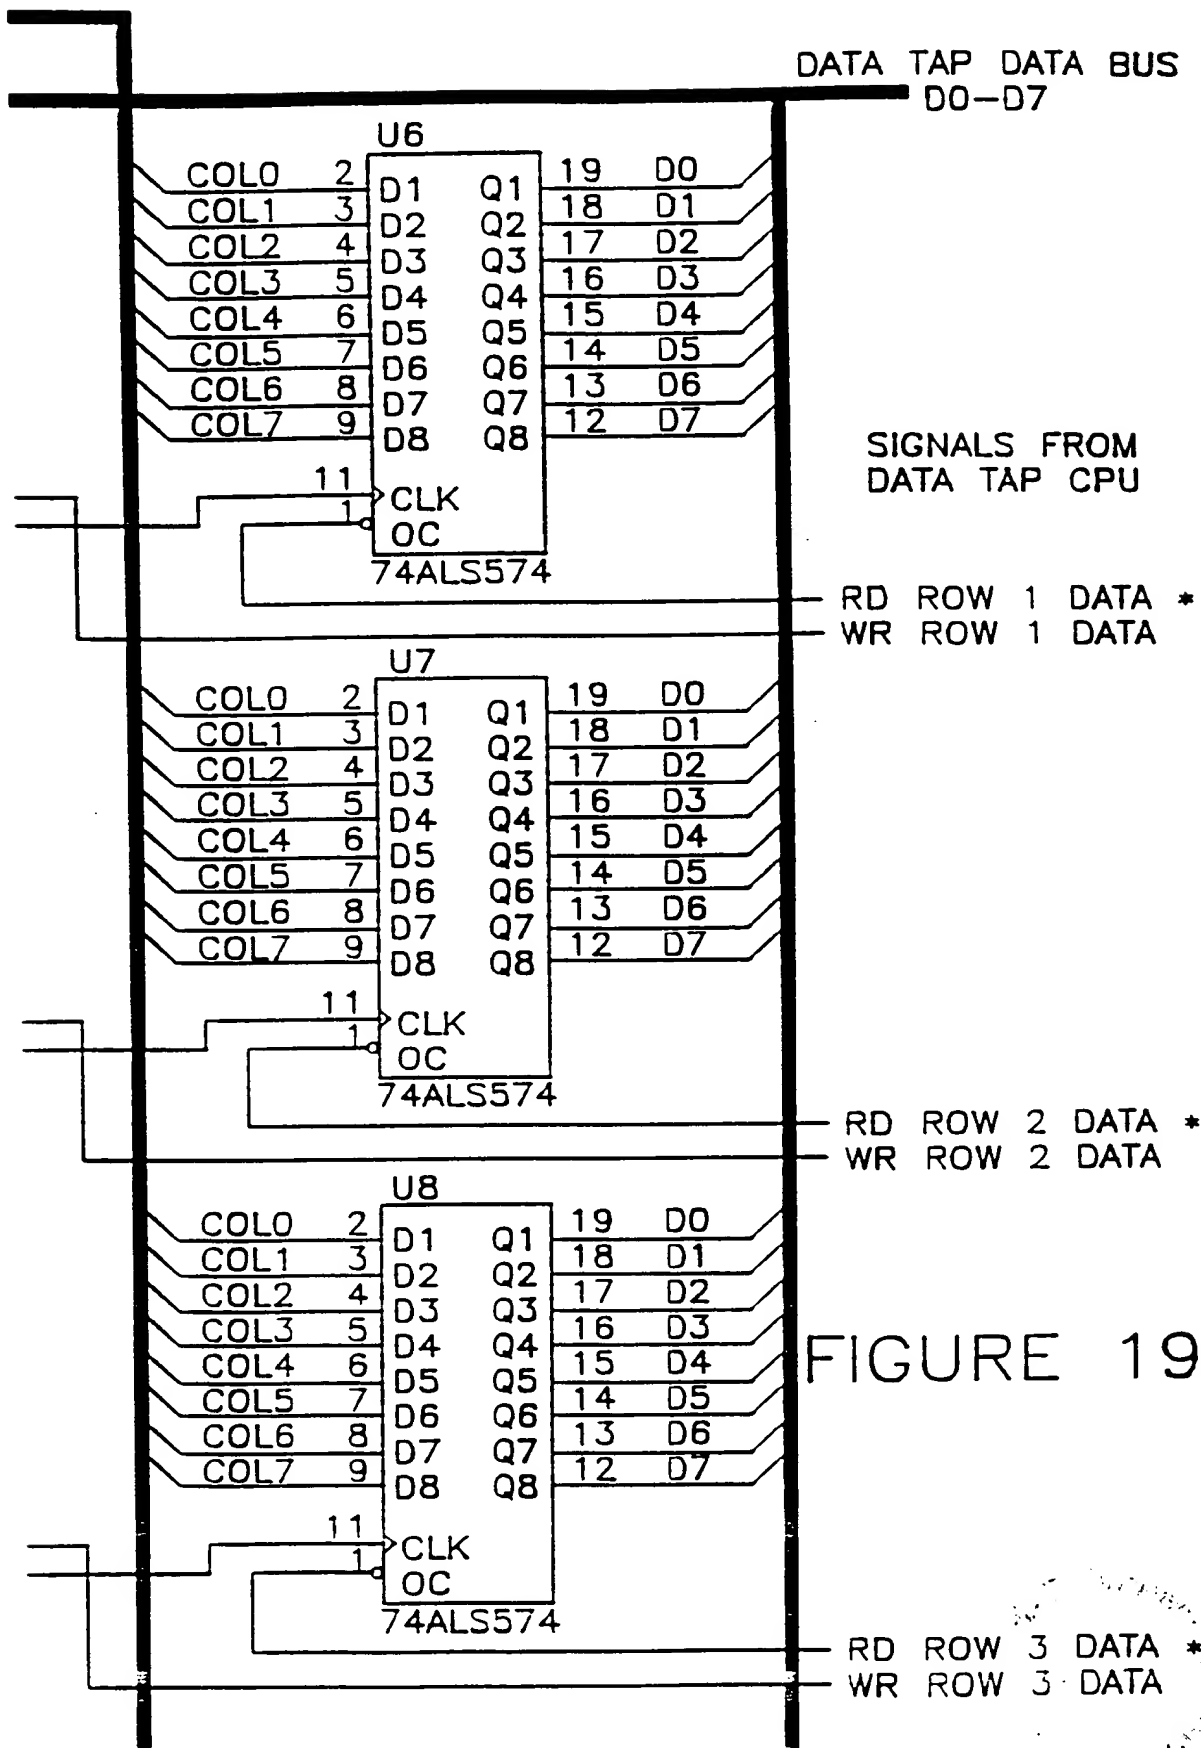 DATA TAP DATA BUS
D0-D7
U6
COL0 2 D1 Q1 19 D0
COL1 3 D2 Q2 18 D1
COL2 4 D3 Q3 17 D2
COL3 5 D4 Q4 16 D3
COL4 6 D5 Q5 15 D4
COL5 7 D6 Q6 14 D5
COL6 8 D7 Q7 13 D6
COL7 9 D8 Q8 12 D7
SIGNALS FROM
DATA TAP CPU
11 CLK
1 OC
74ALS574
RD ROW 1 DATA *
WR ROW 1 DATA
U7
COL0 2 D1 Q1 19 D0
COL1 3 D2 Q2 18 D1
COL2 4 D3 Q3 17 D2
COL3 5 D4 Q4 16 D3
COL4 6 D5 Q5 15 D4
COL5 7 D6 Q6 14 D5
COL6 8 D7 Q7 13 D6
COL7 9 D8 Q8 12 D7
11 CLK
1 OC
74ALS574
RD ROW 2 DATA *
WR ROW 2 DATA
U8
COL0 2 D1 Q1 19 D0
COL1 3 D2 Q2 18 D1
COL2 4 D3 Q3 17 D2
COL3 5 D4 Q4 16 D3
COL4 6 D5 Q5 15 D4
COL5 7 D6 Q6 14 D5
COL6 8 D7 Q7 13 D6
COL7 9 D8 Q8 12 D7
FIGURE 19
11 CLK
1 OC
74ALS574
RD ROW 3 DATA *
WR ROW 3 DATA